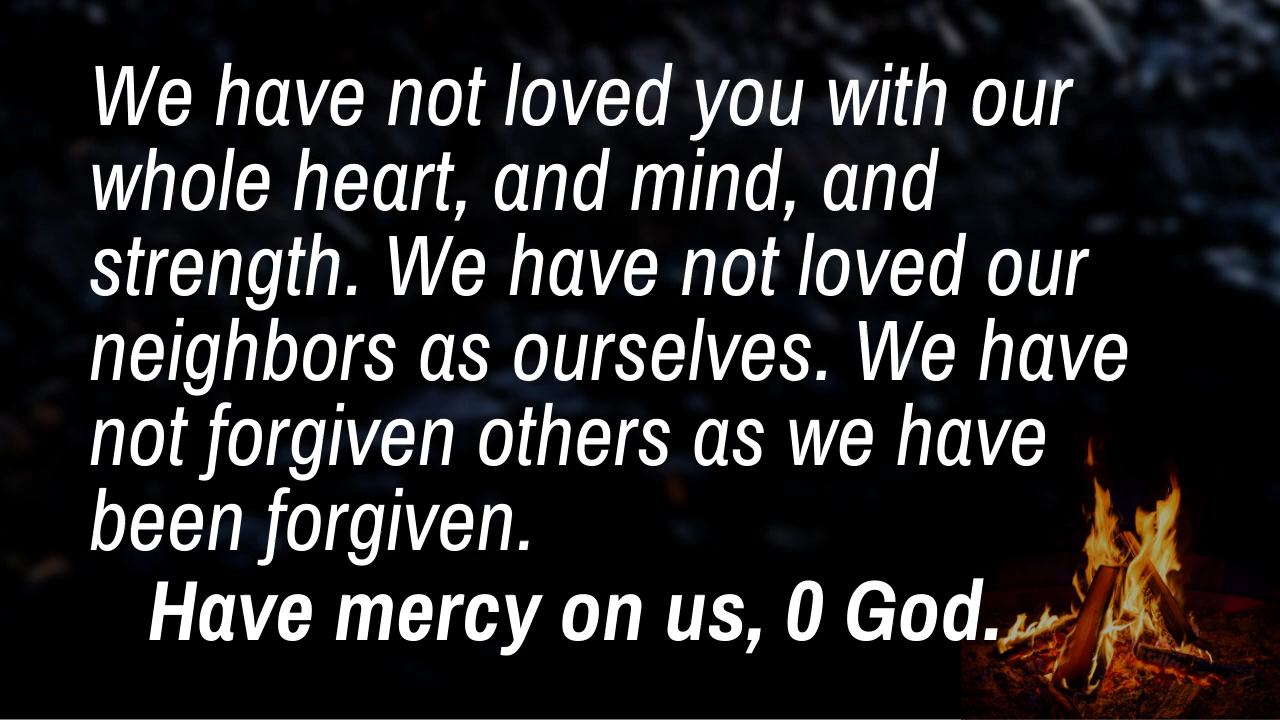 We have not loved you with our
whole heart, and mind, and
strength. We have not loved our
neighbors as ourselves. We have
not forgiven others as we have
been forgiven.
Have mercy on us, 0 God.